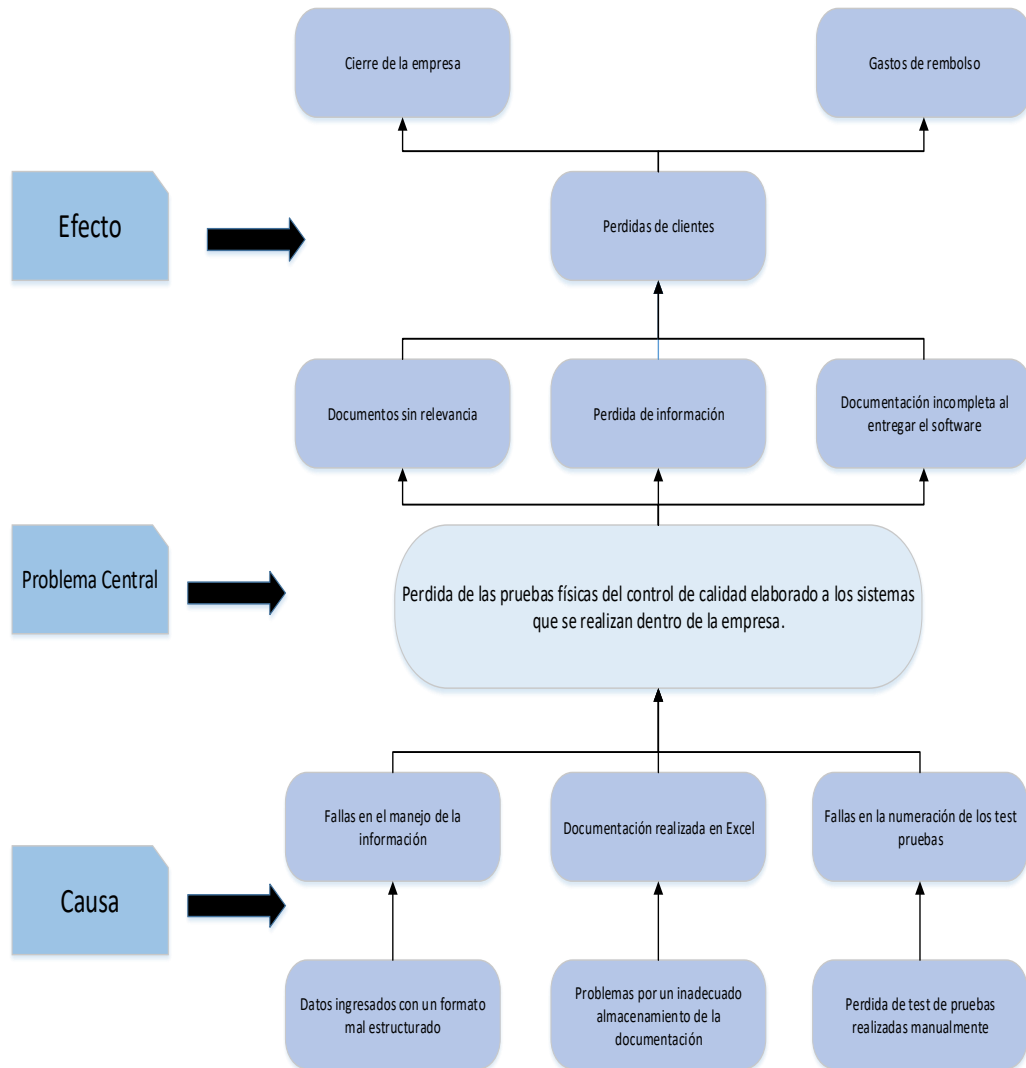 Cierre de la empresa
Gastos de rembolso
Efecto
Perdidas de clientes
Documentos sin relevancia
Perdida de información
Documentación incompleta al
entregar el software
Problema Central
Perdida de las pruebas físicas del control de calidad elaborado a los sistemas
que se realizan dentro de la empresa.
Fallas en el manejo de la
información
Documentación realizada en Excel
Fallas en la numeración de los test
pruebas
Causa
Datos ingresados con un formato
mal estructurado
Problemas por un inadecuado
almacenamiento de la
documentación
Perdida de test de pruebas
realizadas manualmente